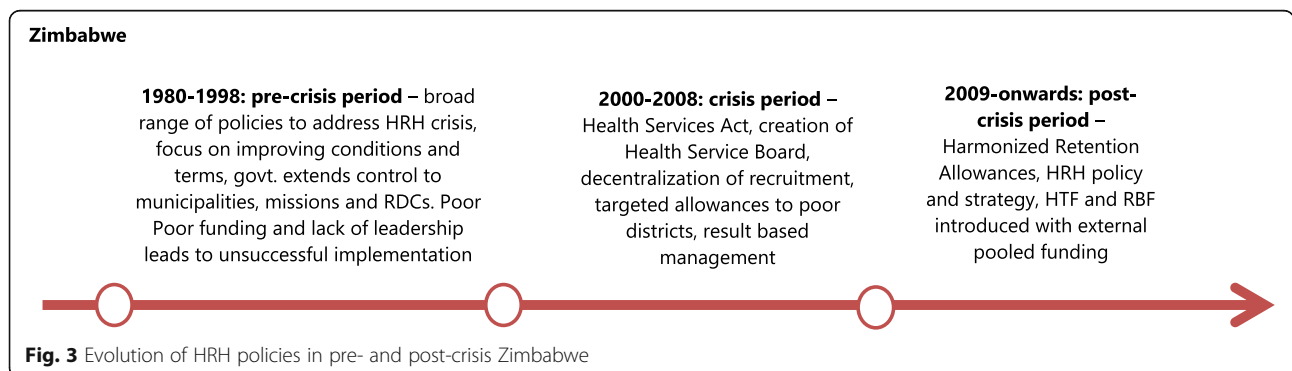 Zimbabwe
1980-1998: pre-crisis period – broad
range of policies to address HRH crisis,
focus on improving conditions and
terms, govt. extends control to
municipalities, missions and RDCs. Poor
Poor funding and lack of leadership
leads to unsuccessful implementation
2000-2008: crisis period –
Health Services Act, creation of
Health Service Board,
decentralization of recruitment,
targeted allowances to poor
districts, result based
management
2009-onwards: post-
crisis period –
Harmonized Retention
Allowances, HRH policy
and strategy, HTF and RBF
introduced with external
pooled funding
Fig. 3 Evolution of HRH policies in pre- and post-crisis Zimbabwe